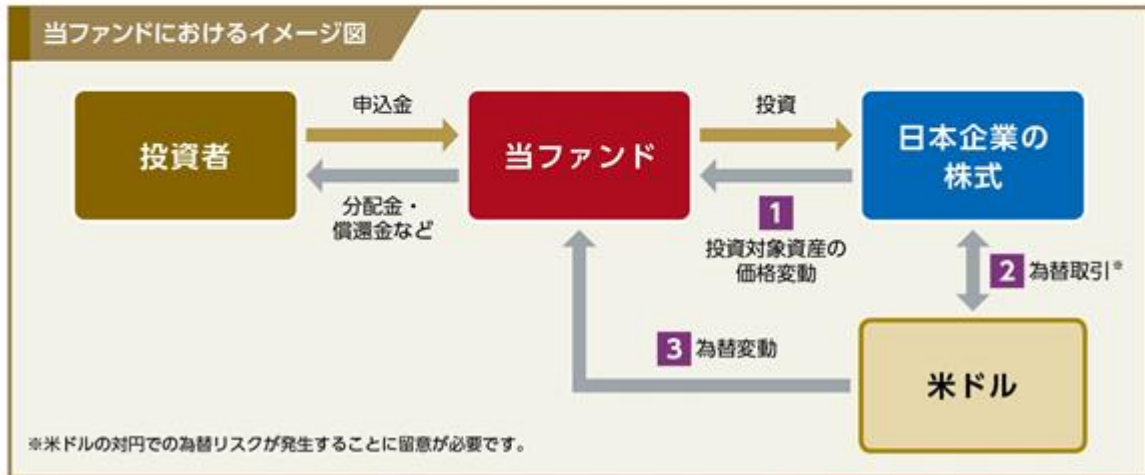 当ファンドにおけるイメージ図
申込金
投資
投資者
当ファンド
日本企業の
株式
分配金・
償還金など
1
投資対象資産の
価格変動
2 為替取引※
3 為替変動
米ドル
※米ドルの対円での為替リスクが発生することに留意が必要です。